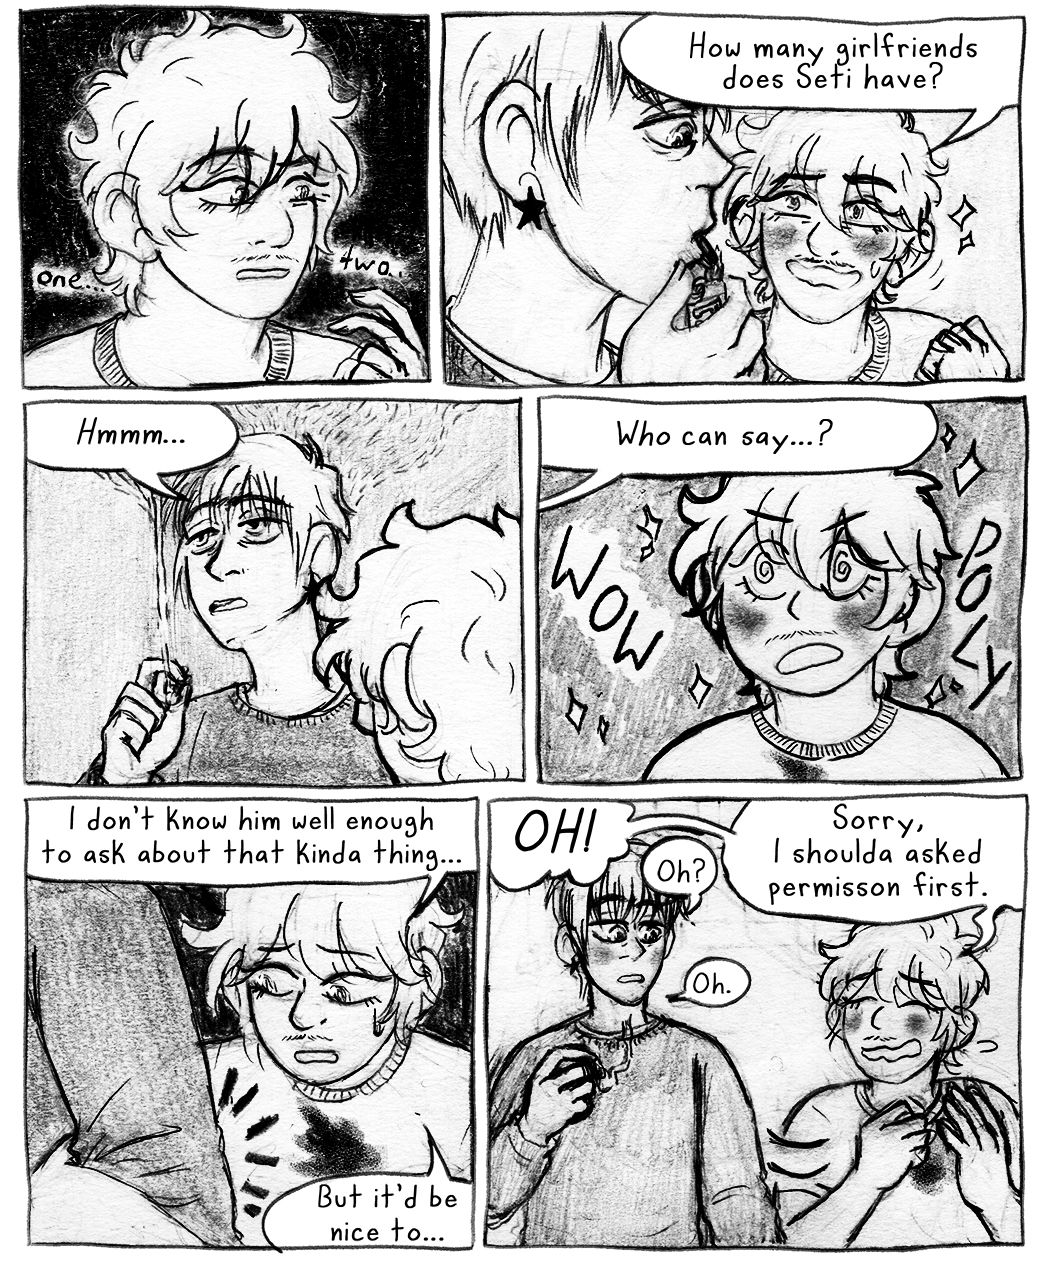 one...
two..
How many girlfriends
does Seti have?
Hmmm...
Who can say...?
WOW
POLY
I don't know him well enough
to ask about that kinda thing...
But it'd be
nice to...
OH!
Oh?
Sorry,
I shoulda asked
permisson first.
Oh.